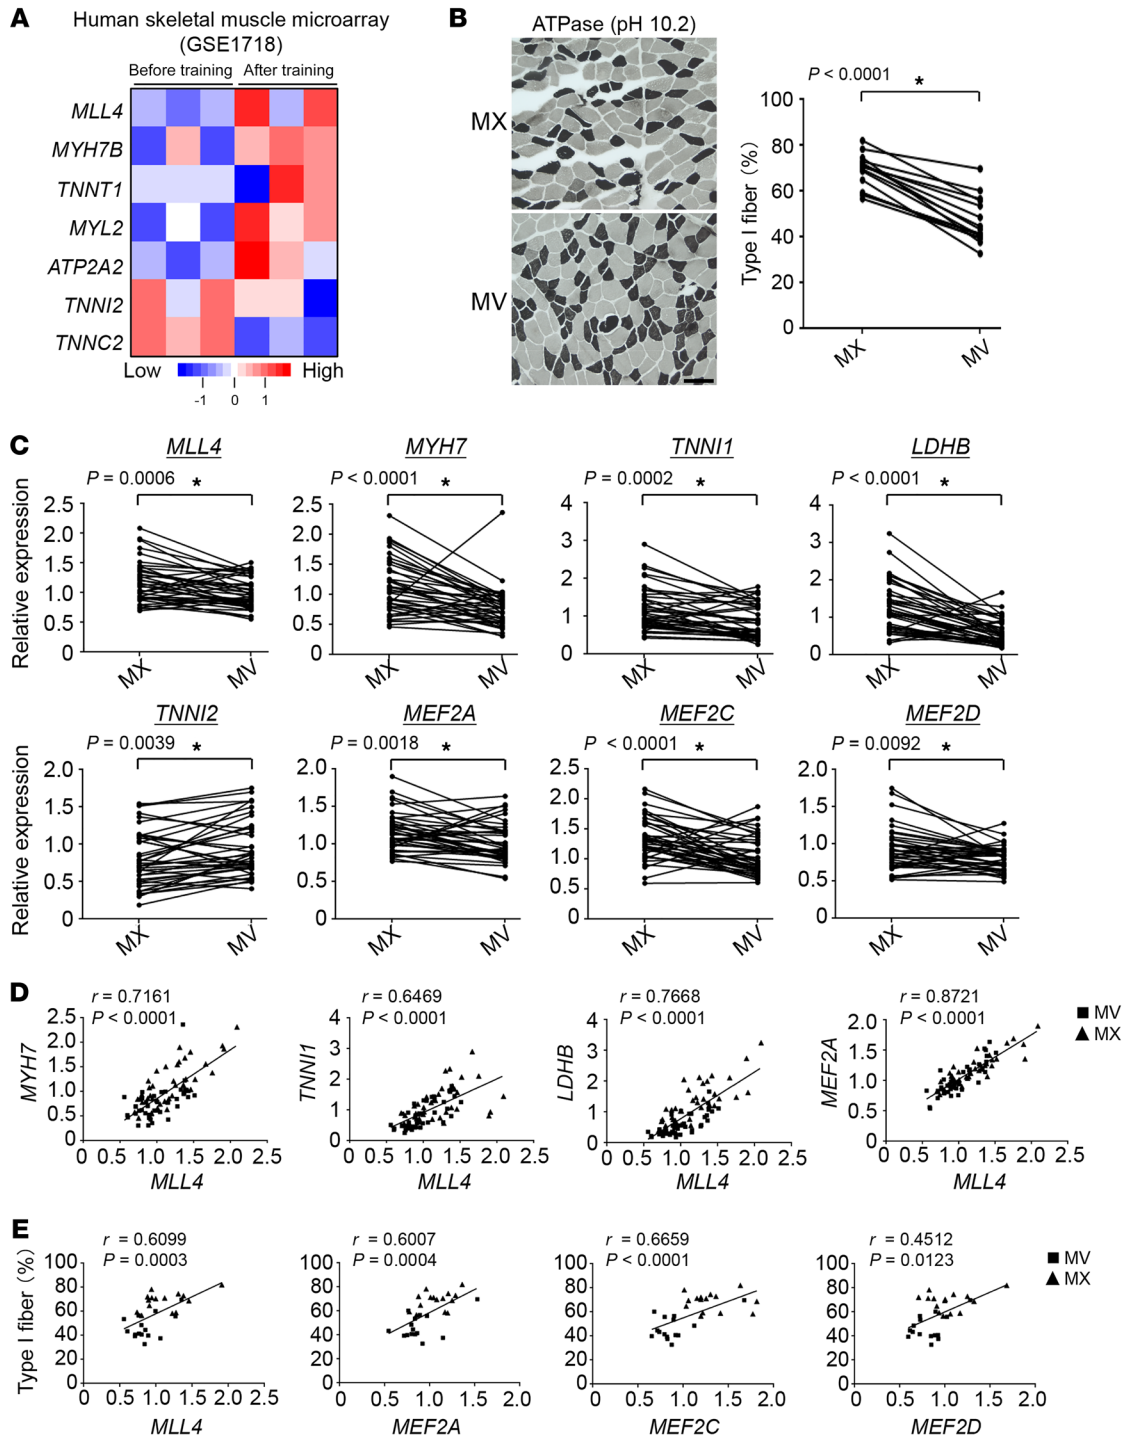 A
Human skeletal muscle microarray
(GSE1718)
Before training After training
MLL4
MYH7B
TNNT1
MYL2
ATP2A2
TNNI2
TNNC2
Low High
-1 0 1
B
ATPase (pH 10.2)
MX
MV
P < 0.0001 *
100
80
60
40
20
0
Type I fiber (%)
MX MV
C
MLL4 MYH7 TNNI1 LDHB
P = 0.0006 * P < 0.0001 * P = 0.0002 * P < 0.0001 *
Relative expression
2.5 2.0 1.5 1.0 0.5 0
2.5 2.0 1.5 1.0 0.5 0
4 3 2 1 0
4 3 2 1 0
MX MV MX MV MX MV MX MV
TNNI2 MEF2A MEF2C MEF2D
P = 0.0039 * P = 0.0018 * P < 0.0001 * P = 0.0092 *
Relative expression
2.0 1.5 1.0 0.5 0
2.0 1.5 1.0 0.5 0
2.5 2.0 1.5 1.0 0.5 0
2.0 1.5 1.0 0.5 0
MX MV MX MV MX MV MX MV
D
r = 0.7161 r = 0.6469 r = 0.7668 r = 0.8721
P < 0.0001 P < 0.0001 P < 0.0001 P < 0.0001
MYH7
2.5 2.0 1.5 1.0 0.5 0
TNNI1
4 3 2 1 0
LDHB
4 3 2 1 0
MEF2A
2.0 1.5 1.0 0.5 0
MV
MX
0 0.5 1.0 1.5 2.0 2.5 0 0.5 1.0 1.5 2.0 2.5 0 0.5 1.0 1.5 2.0 2.5 0 0.5 1.0 1.5 2.0 2.5
MLL4 MLL4 MLL4 MLL4
E
r = 0.6099 r = 0.6007 r = 0.6659 r = 0.4512
P = 0.0003 P = 0.0004 P < 0.0001 P = 0.0123
Type I fiber (%)
100 80 60 40 20 0
100 80 60 40 20 0
100 80 60 40 20 0
100 80 60 40 20 0
MV
MX
0 0.5 1.0 1.5 2.0 0 0.5 1.0 1.5 2.0 0 0.5 1.0 1.5 2.0 0 0.5 1.0 1.5 2.0
MLL4 MEF2A MEF2C MEF2D